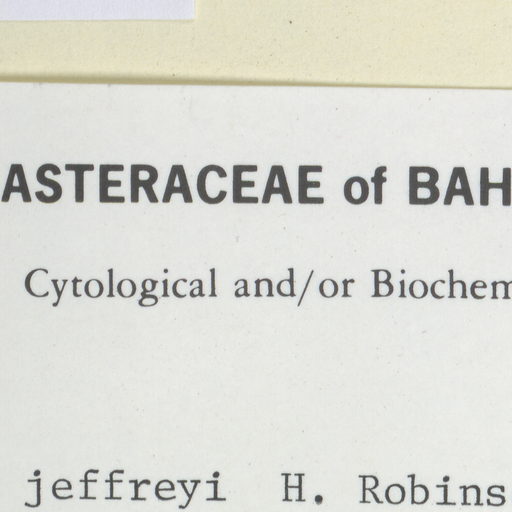 ASTERACEAE of BAH
Cytological and/or Biochem
jeffreyi H. Robins